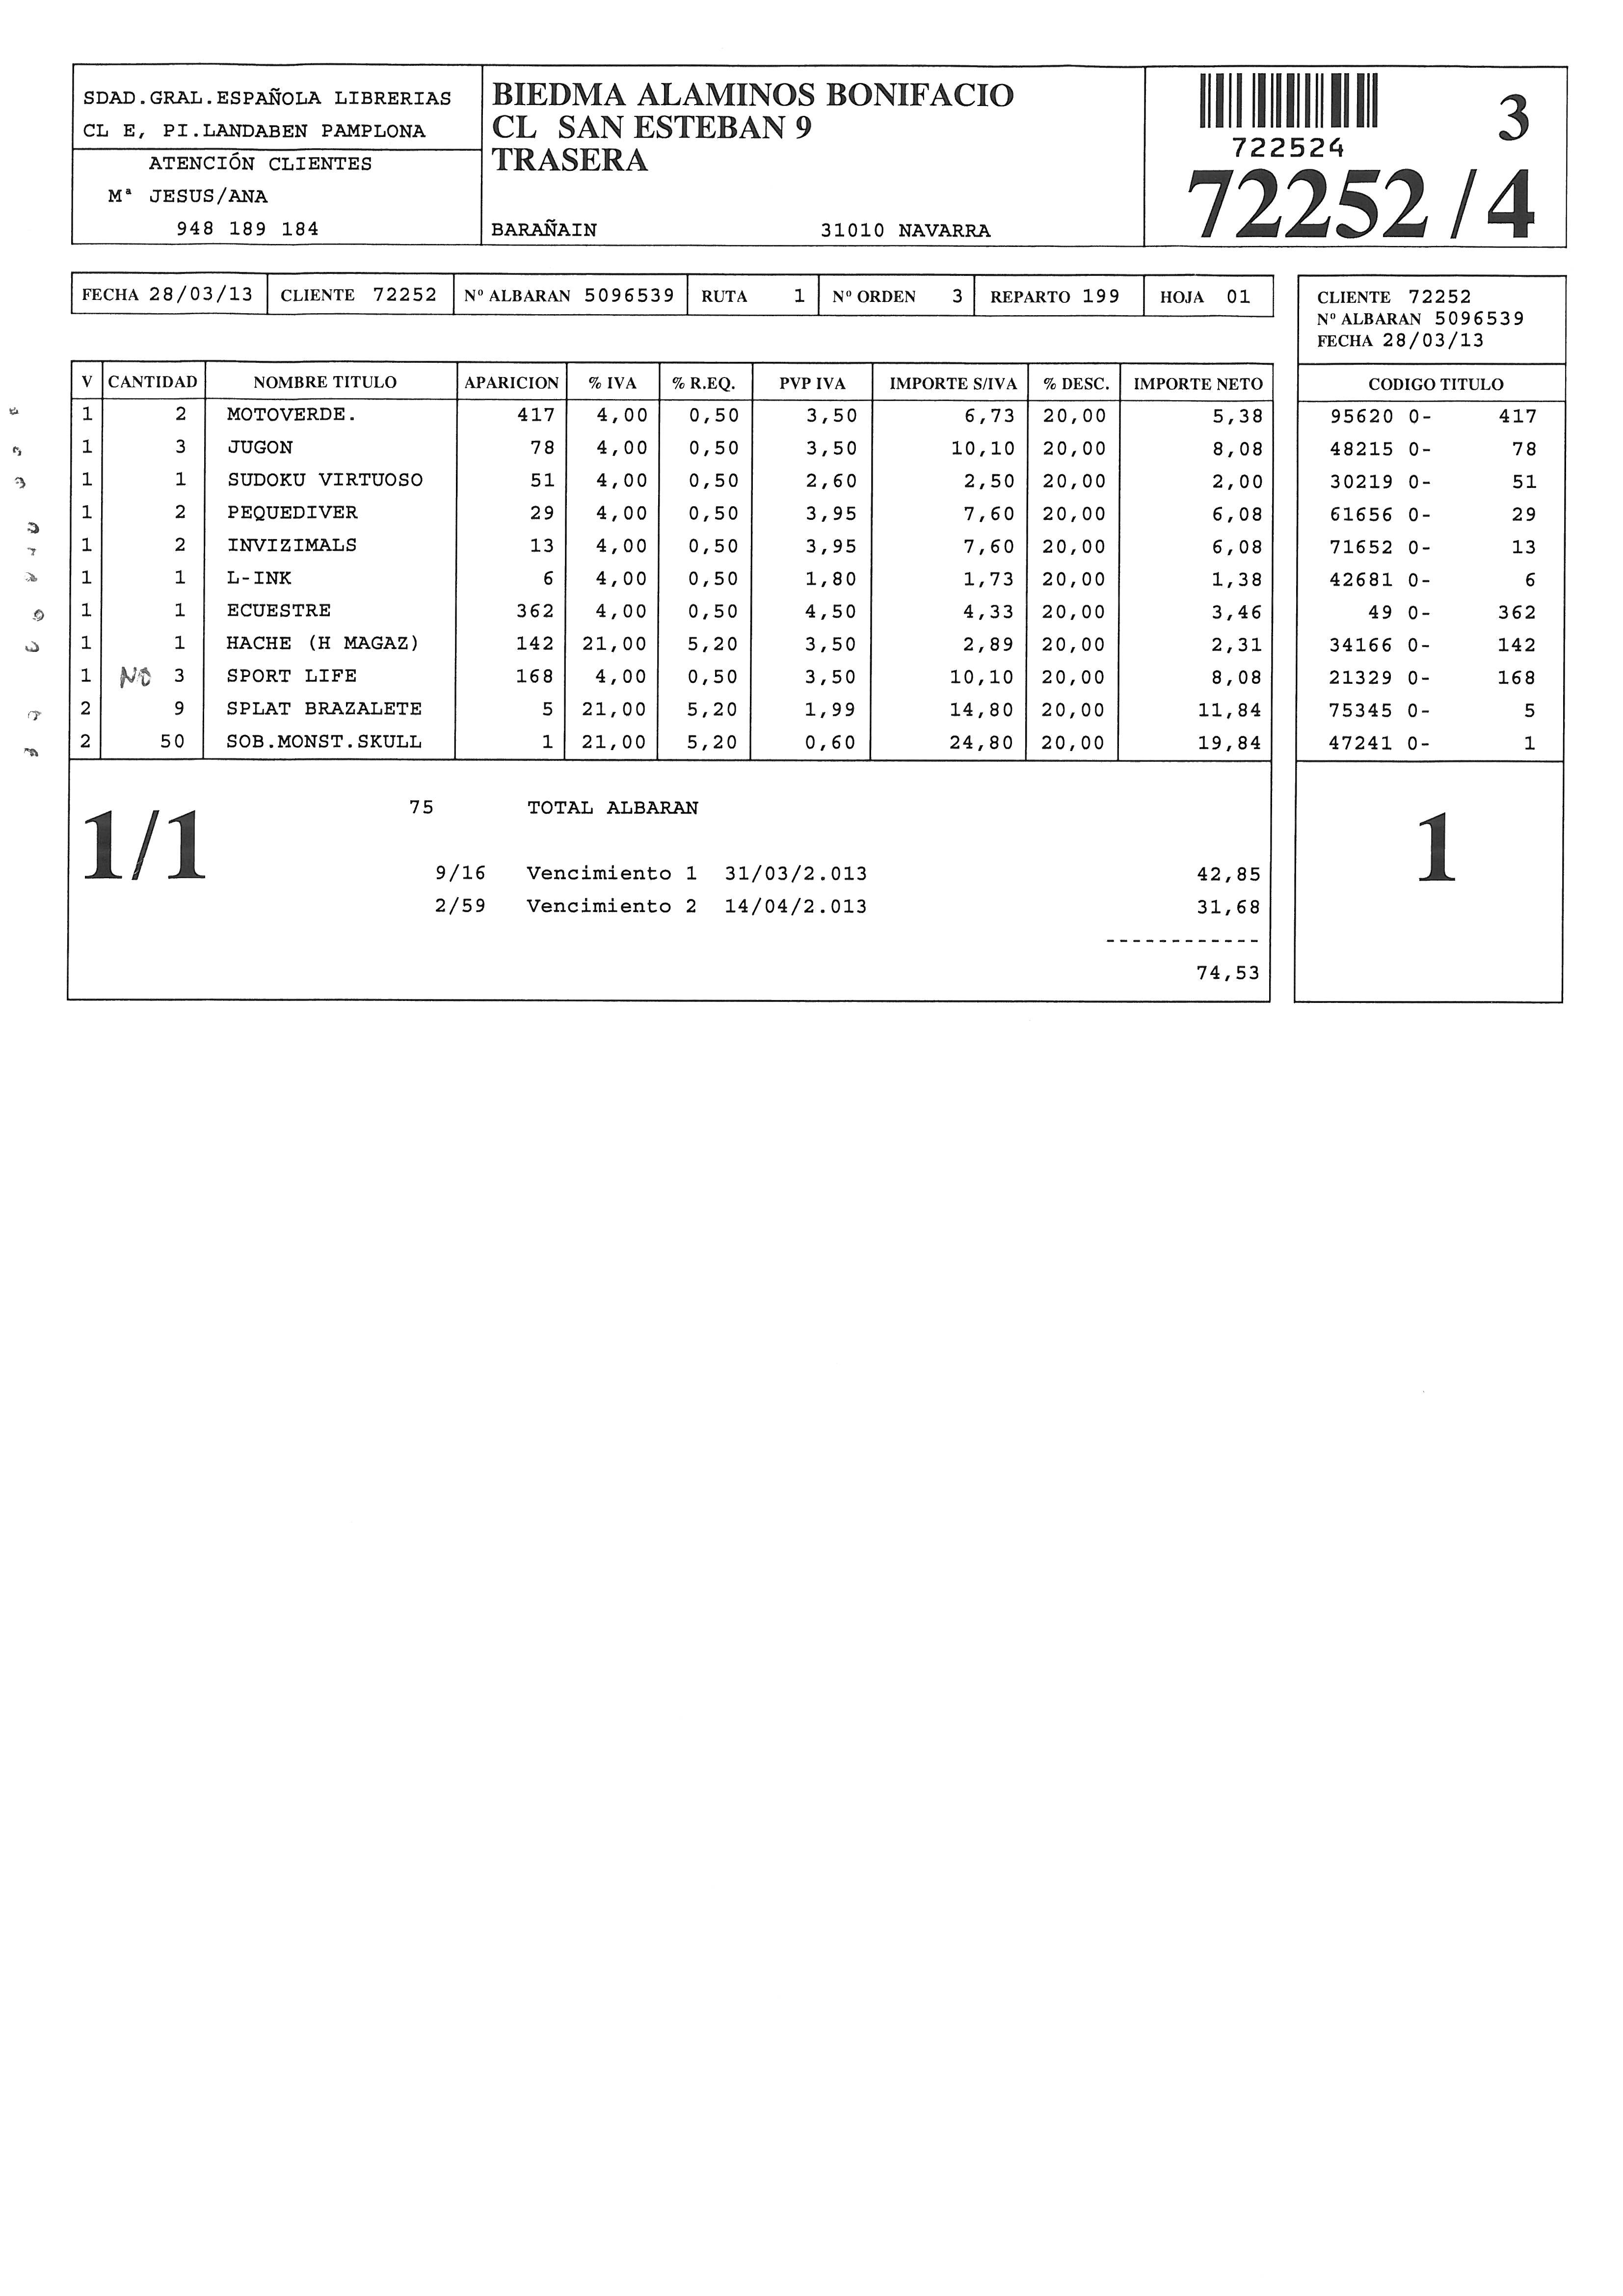 SDAD.GRAL.ESPAÑOLA LIBRERIAS
CL E, PI.LANDABEN PAMPLONA
ATENCIÓN CLIENTES
Mª JESUS/ANA
948 189 184
BIEDMA ALAMINOS BONIFACIO
CL SAN ESTEBAN 9
TRASERA
BARAÑAIN 31010 NAVARRA
722524
3
72252/4
FECHA 28/03/13 CLIENTE 72252 Nº ALBARAN 5096539 RUTA 1 Nº ORDEN 3 REPARTO 199 HOJA 01
CLIENTE 72252
Nº ALBARAN 5096539
FECHA 28/03/13
V CANTIDAD NOMBRE TITULO APARICION % IVA % R.EQ. PVP IVA IMPORTE S/IVA % DESC. IMPORTE NETO CODIGO TITULO
1 2 MOTOVERDE. 417 4,00 0,50 3,50 6,73 20,00 5,38 95620 0- 417
1 3 JUGON 78 4,00 0,50 3,50 10,10 20,00 8,08 48215 0- 78
1 1 SUDOKU VIRTUOSO 51 4,00 0,50 2,60 2,50 20,00 2,00 30219 0- 51
1 2 PEQUEDIVER 29 4,00 0,50 3,95 7,60 20,00 6,08 61656 0- 29
1 2 INVIZIMALS 13 4,00 0,50 3,95 7,60 20,00 6,08 71652 0- 13
1 1 L-INK 6 4,00 0,50 1,80 1,73 20,00 1,38 42681 0- 6
1 1 ECUESTRE 362 4,00 0,50 4,50 4,33 20,00 3,46 49 0- 362
1 1 HACHE (H MAGAZ) 142 21,00 5,20 3,50 2,89 20,00 2,31 34166 0- 142
1 NO 3 SPORT LIFE 168 4,00 0,50 3,50 10,10 20,00 8,08 21329 0- 168
2 9 SPLAT BRAZALETE 5 21,00 5,20 1,99 14,80 20,00 11,84 75345 0- 5
2 50 SOB.MONST.SKULL 1 21,00 5,20 0,60 24,80 20,00 19,84 47241 0- 1
75 TOTAL ALBARAN
1/1
1
9/16 Vencimiento 1 31/03/2.013 42,85
2/59 Vencimiento 2 14/04/2.013 31,68
------------
74,53